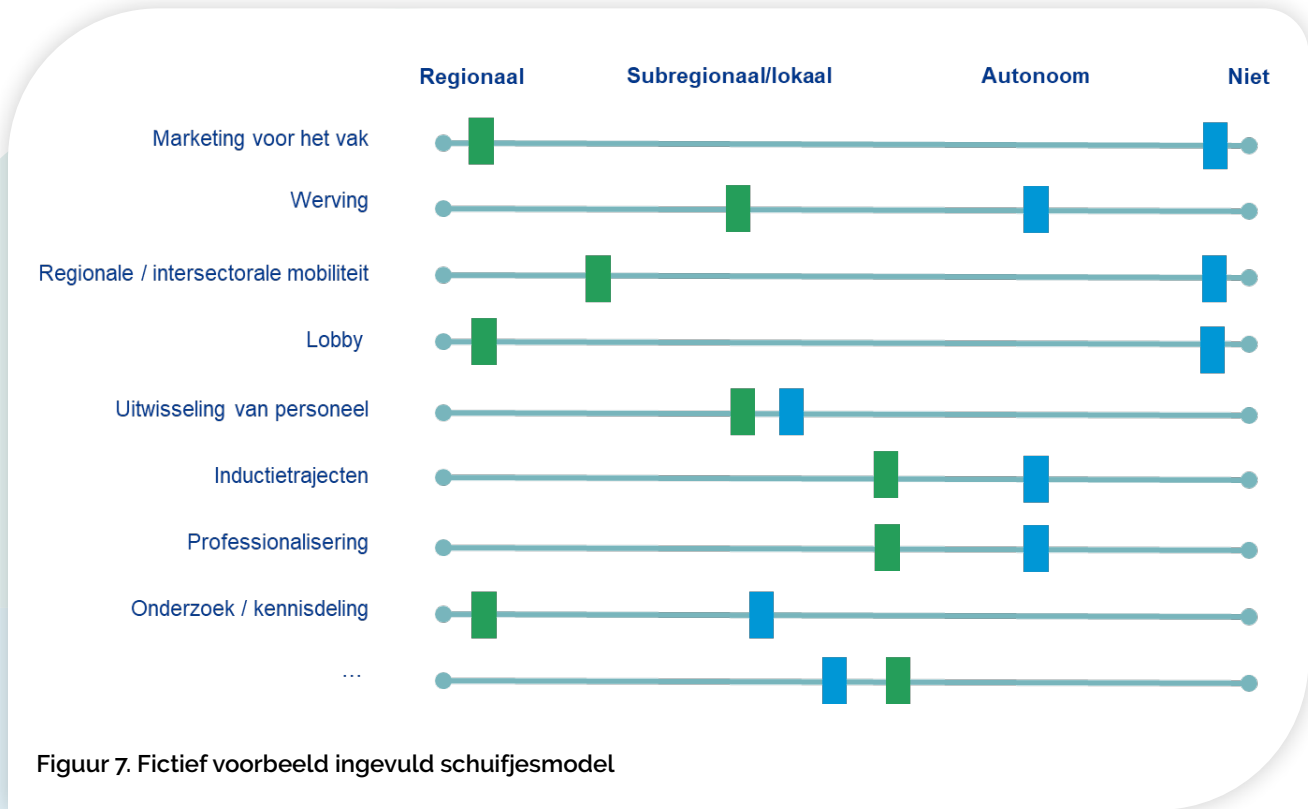 Regionaal Subregionaal/lokaal Autonoom Niet
Marketing voor het vak
Werving
Regionale / intersectorale mobiliteit
Lobby
Uitwisseling van personeel
Inductietrajecten
Professionalisering
Onderzoek / kennisdeling
...
Figuur 7. Fictief voorbeeld ingevuld schuifjesmodel